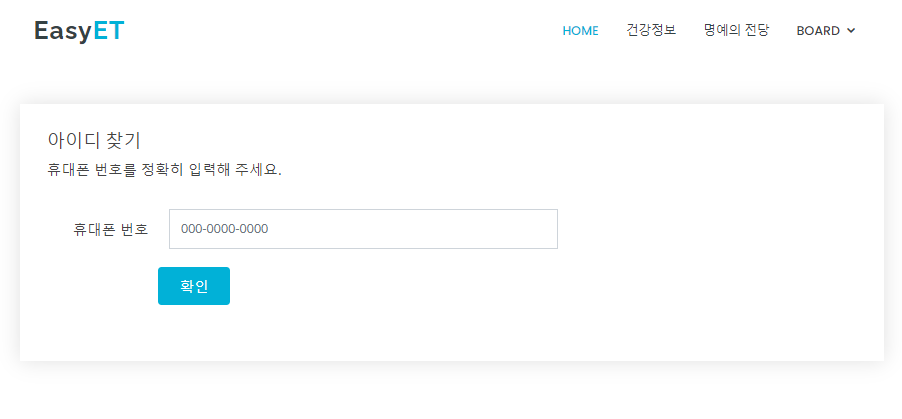 EasyET
HOME 건강정보 명예의 전당 BOARD
아이디 찾기
휴대폰 번호를 정확히 입력해 주세요.
휴대폰 번호 000-0000-0000
확인